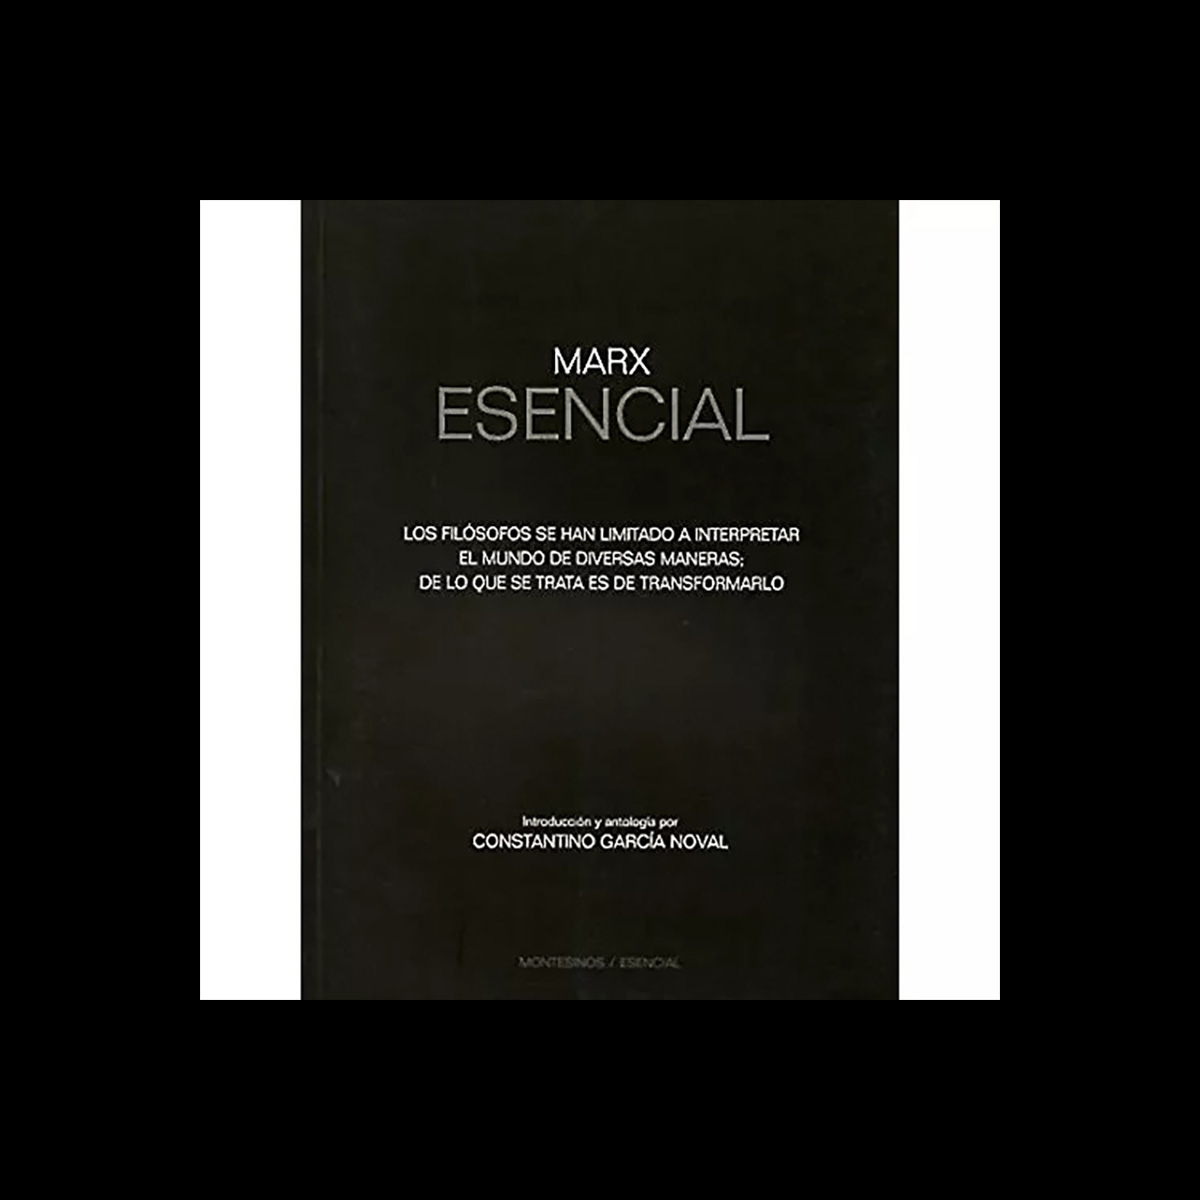 MARX
ESENCIAL
LOS FILÓSOFOS SE HAN LIMITADO A INTERPRETAR
EL MUNDO DE DIVERSAS MANERAS;
DE LO QUE SE TRATA ES DE TRANSFORMARLO
Introducción y antología por
CONSTANTINO GARCÍA NOVAL
MONTESINOS / ESENCIAL